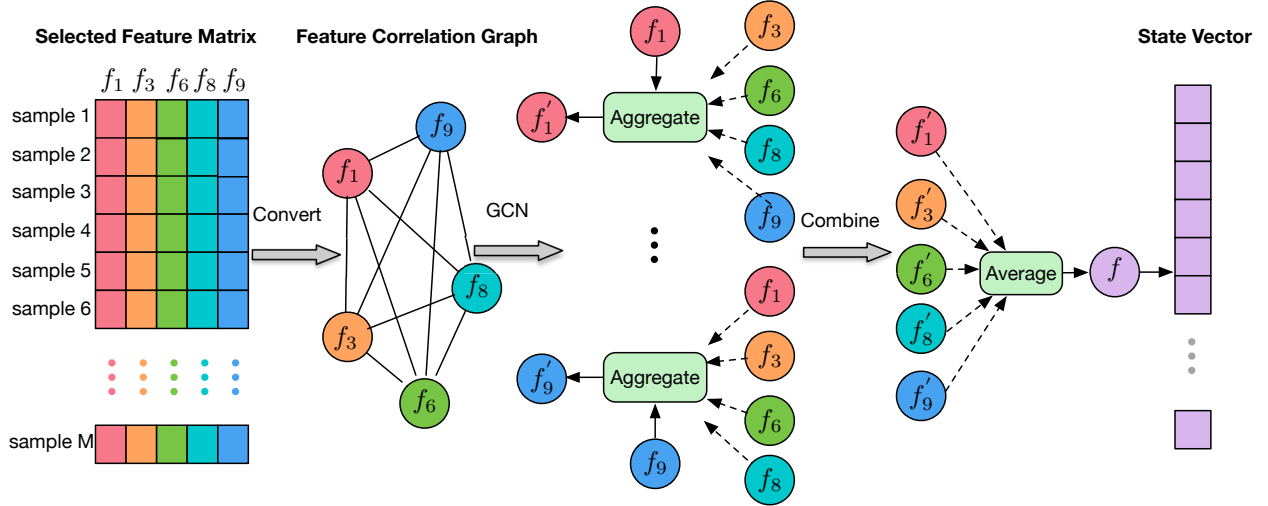 Selected Feature Matrix
f1 f3 f6 f8 f9
sample 1
sample 2
sample 3
sample 4
sample 5
sample 6
sample M
Convert
Feature Correlation Graph
f9
f1
f8
f3
f6
GCN
f1
f3
f6
f8
f9
Aggregate
f1'
f1
f3
f6
f8
Aggregate
f9'
f9
Combine
f1'
f3'
f6'
f8'
f9'
Average
f
State Vector